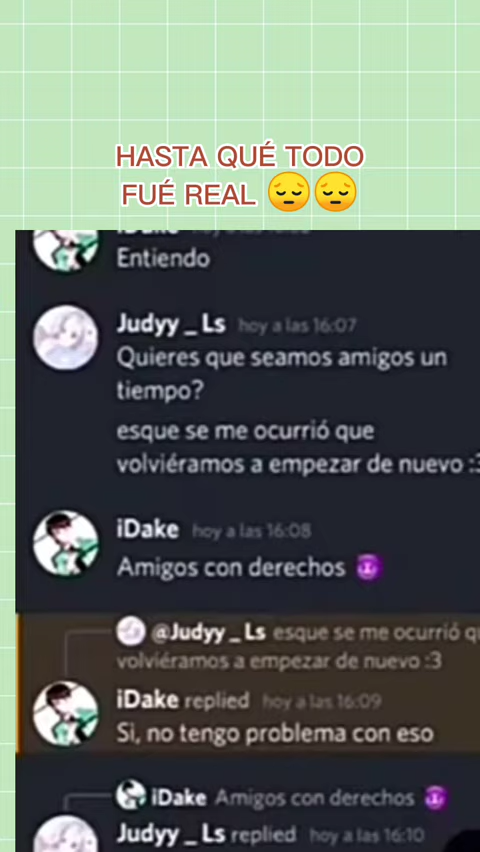 HASTA QUÉ TODO
FUÉ REAL 😔😔
Entiendo
Judyy _ Ls hoy a las 16:07
Quieres que seamos amigos un
tiempo?
esque se me ocurrió que
volviéramos a empezar de nuevo :3
iDake hoy a las 16:08
Amigos con derechos 😈
@Judyy _ Ls esque se me ocurrió
volviéramos a empezar de nuevo :3
iDake replied hoy a las 16:09
Si, no tengo problema con eso
iDake Amigos con derechos 😈
Judyy _ Ls replied hoy a las 16:10